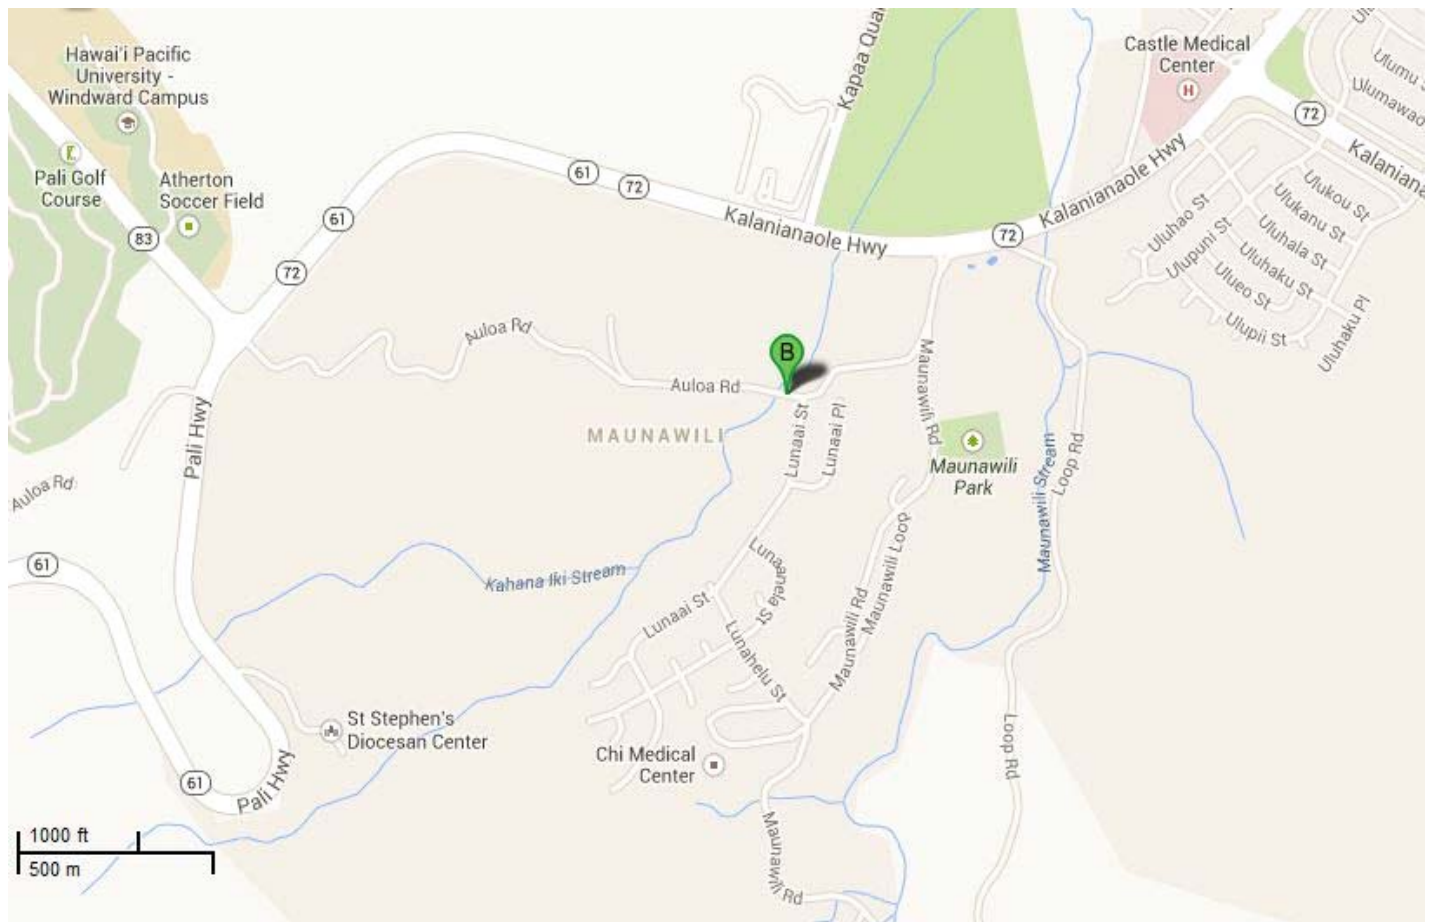 Hawai'i Pacific
University -
Windward Campus
Pali Golf
Course
Atherton
Soccer Field
83
61
72
61
72
Kalanianaole Hwy
Kapaa Quar
72
Kalanianaole Hwy
Castle Medical
Center
H
72
Kalaniana
Ulumu S
Ulumawao
Ulukou St
Ulukanu St
Uluhala St
Uluhaku St
Ulueo St
Ulupii St
Uluhao St
Ulupuni St
Uluhaku Pl
Auloa Rd
Auloa Rd
B
MAUNAWILI
Lunaai St
Lunaai Pl
Maunawili Rd
Maunawili
Park
Maunawili Stream
Loop Rd
Pali Hwy
Auloa Rd
61
Kahana Iki Stream
Lunaanela St
Lunaai St
Lunahelu St
Maunawili Rd
Maunawili Loop
St Stephen's
Diocesan Center
Chi Medical
Center
Loop Rd
61
Pali Hwy
Maunawili Rd
1000 ft
500 m